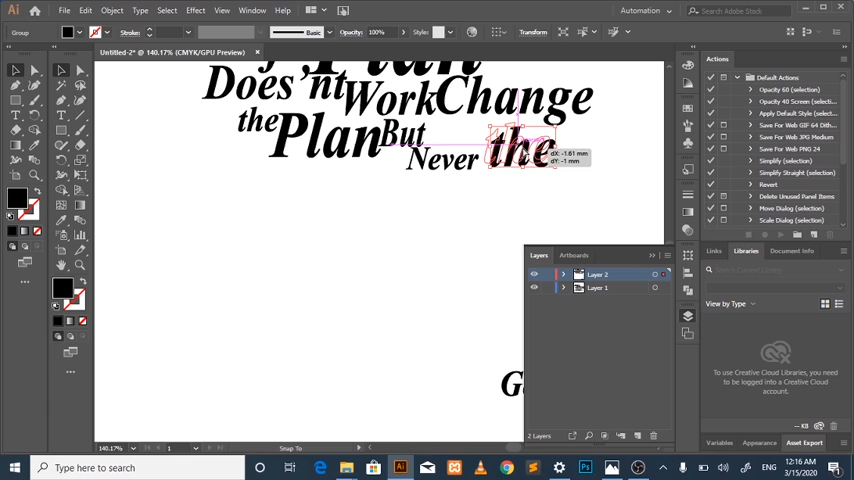 File Edit Object Type Select Effect View Window Help
Automation
Search Adobe Stock
Group
Stroke:
Basic
Opacity: 100%
Style:
Transform
Untitled-2* @ 140.17% (CMYK/GPU Preview)
Plan
Does'nt Work Change
the Plan But
Never the
dX: -1.61 mm
dY: -1 mm
Actions
Default Actions
Opacity 60 (selection)
Opacity 40 Screen (selecti...
Apply Default Style (selecti...
Save For Web GIF 64 Dith...
Save For Web JPG Medium
Save For Web PNG 24
Simplify (selection)
Simplify Straight (selection)
Revert
Delete Unused Panel Items
Move Dialog (selection)
Scale Dialog (selection)
Links Libraries Document Info
View by Type
To use Creative Cloud Libraries, you need
to be logged into a Creative Cloud
account.
-- KB
Variables Appearance Asset Export
Layers Artboards
Layer 2
Layer 1
2 Layers
140.17% 1 Snap To
Type here to search
ENG
12:16 AM
3/15/2020